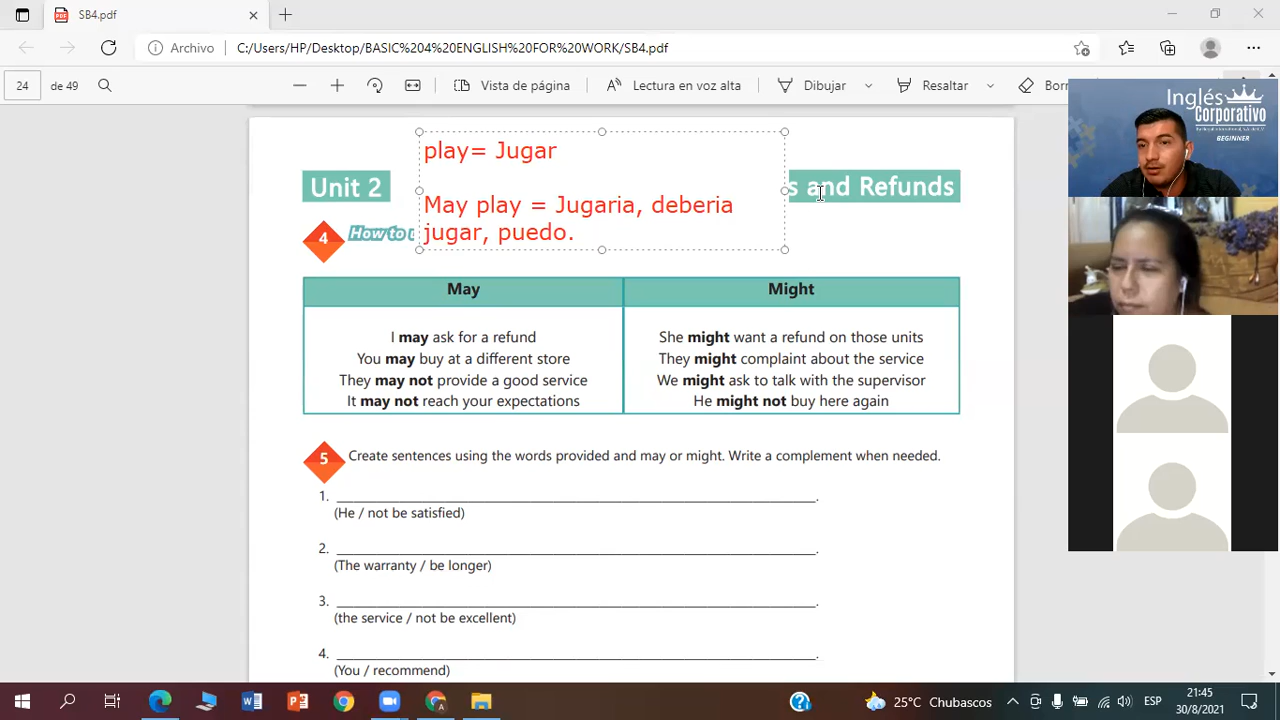 SB4.pdf
Archivo C:/Users/HP/Desktop/BASIC%204%20ENGLISH%20FOR%20WORK/SB4.pdf
24 de 49 Vista de página Lectura en voz alta Dibujar Resaltar
Inglés
Corporativo
BEGINNER
play= Jugar
Unit 2 s and Refunds
May play = Jugaria, deberia
jugar, puedo.
4 How to
May Might
I may ask for a refund She might want a refund on those units
You may buy at a different store They might complaint about the service
They may not provide a good service We might ask to talk with the supervisor
It may not reach your expectations He might not buy here again
5 Create sentences using the words provided and may or might. Write a complement when needed.
1. ______________________________.
(He / not be satisfied)
2. ______________________________.
(The warranty / be longer)
3. ______________________________.
(the service / not be excellent)
4. ______________________________.
(You / recommend)
25°C Chubascos ESP 21:45
30/8/2021